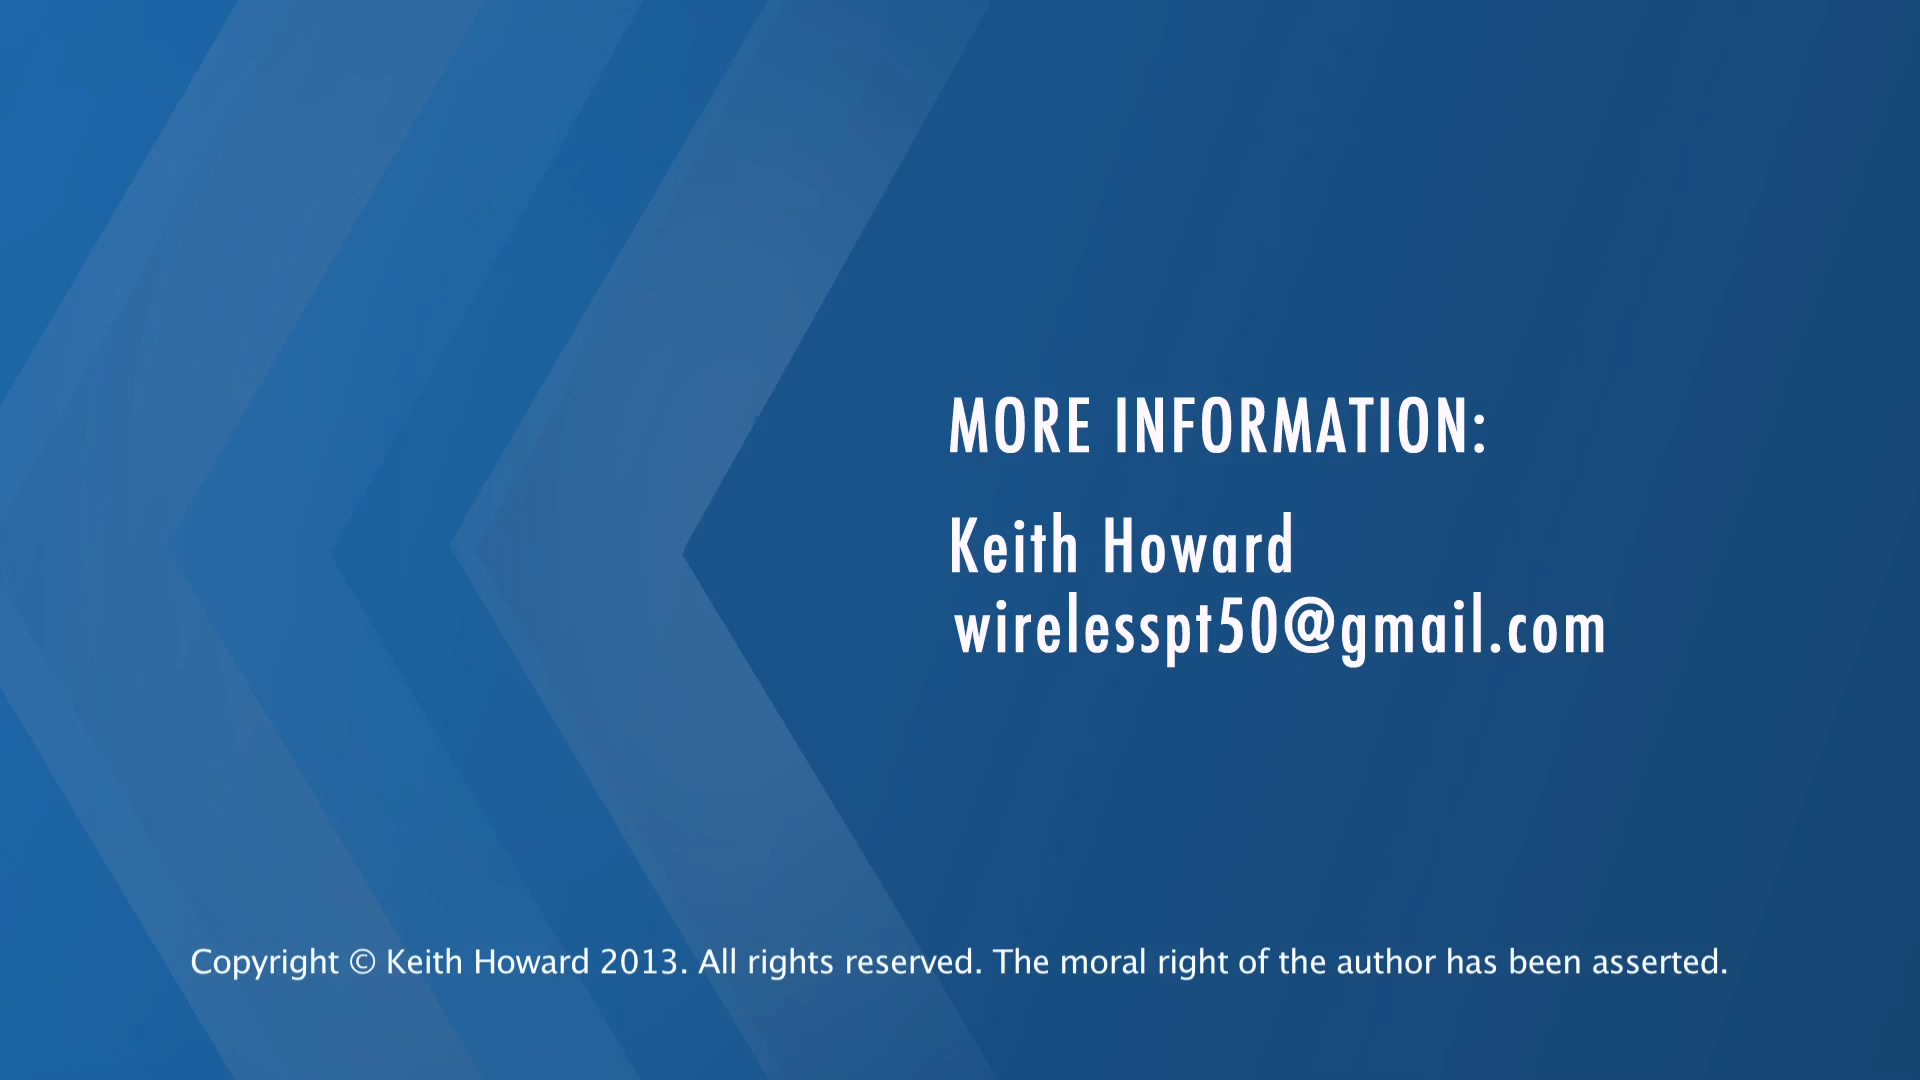 MORE INFORMATION:
Keith Howard
wirelesspt50@gmail.com
Copyright © Keith Howard 2013. All rights reserved. The moral right of the author has been asserted.